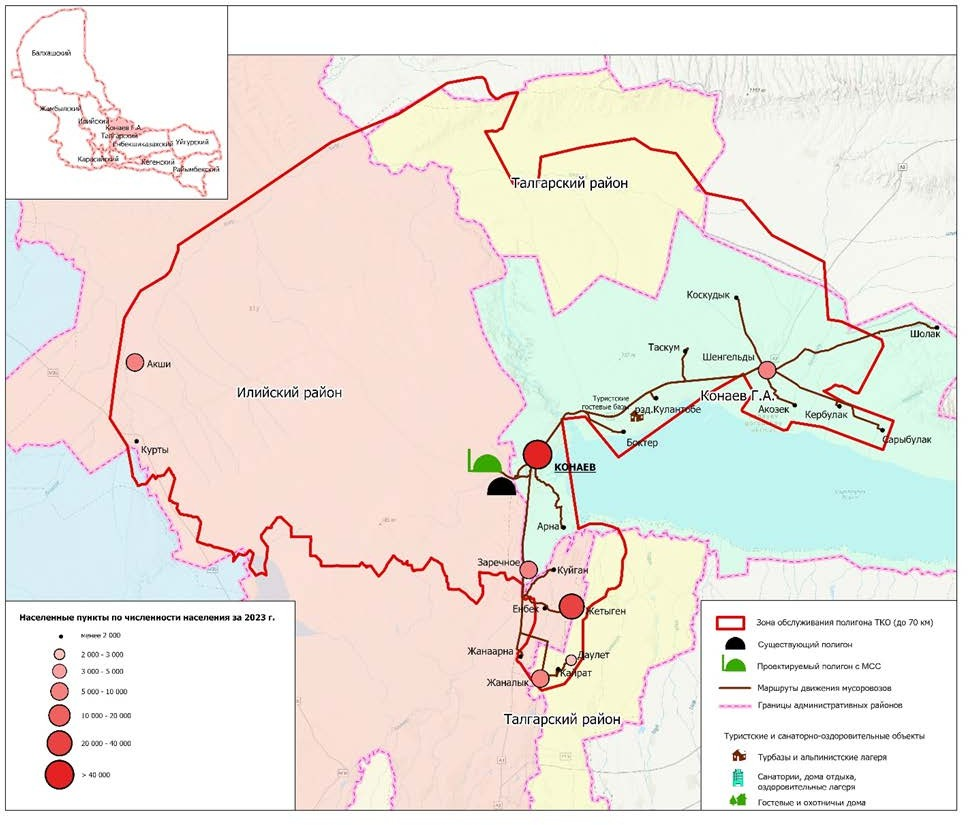 Балхашский
Жамбылский
Илийский
Конаев Г.А.
Талгарский
Енбекшиказахский
Уйгурский
Карасайский
Кегенский
Райымбекский
Талгарский район
Коскудык
Шолак
Таскум
Шенгельды
Акши
Илийский район
Конаев Г.А.
Туристские
гостевые базы
рзд.Кулантобе
Акозек
Кербулак
Сарыбулак
Боктер
Курты
КОНАЕВ
Арна
Заречное
Куйган
Енбек
Жетыген
Жанаарна
Даулет
Кайрат
Жаналык
Талгарский район
Населенные пункты по численности населения за 2023 г.
менее 2 000
2 000 - 3 000
3 000 - 5 000
5 000 - 10 000
10 000 - 20 000
20 000 - 40 000
> 40 000
Зона обслуживания полигона ТКО (до 70 км)
Существующий полигон
Проектируемый полигон с МСС
Маршруты движения мусоровозов
Границы административных районов
Туристские и санаторно-оздоровительные объекты
Турбазы и альпинистские лагеря
Санатории, дома отдыха,
оздоровительные лагеря
Гостевые и охотничьи дома